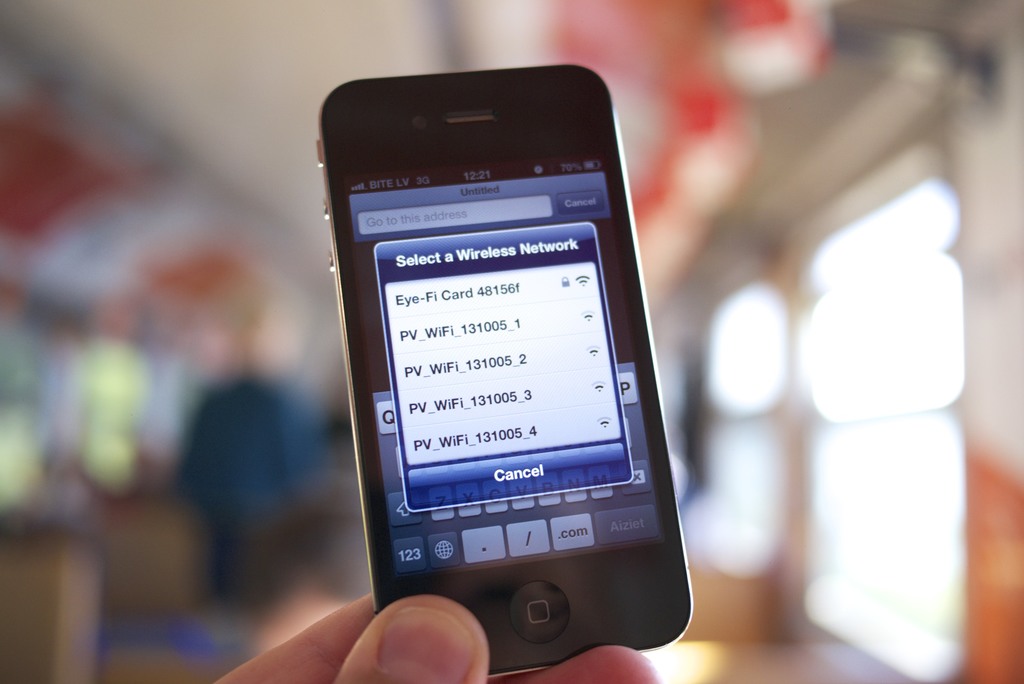 BITE LV 3G 12:21 70%
Untitled
Go to this address Cancel
Select a Wireless Network
Eye-Fi Card 48156f
PV_WiFi_131005_1
PV_WiFi_131005_2
PV_WiFi_131005_3
PV_WiFi_131005_4
Cancel
Q P
Z X C V B N M
123 . / .com Aiziet